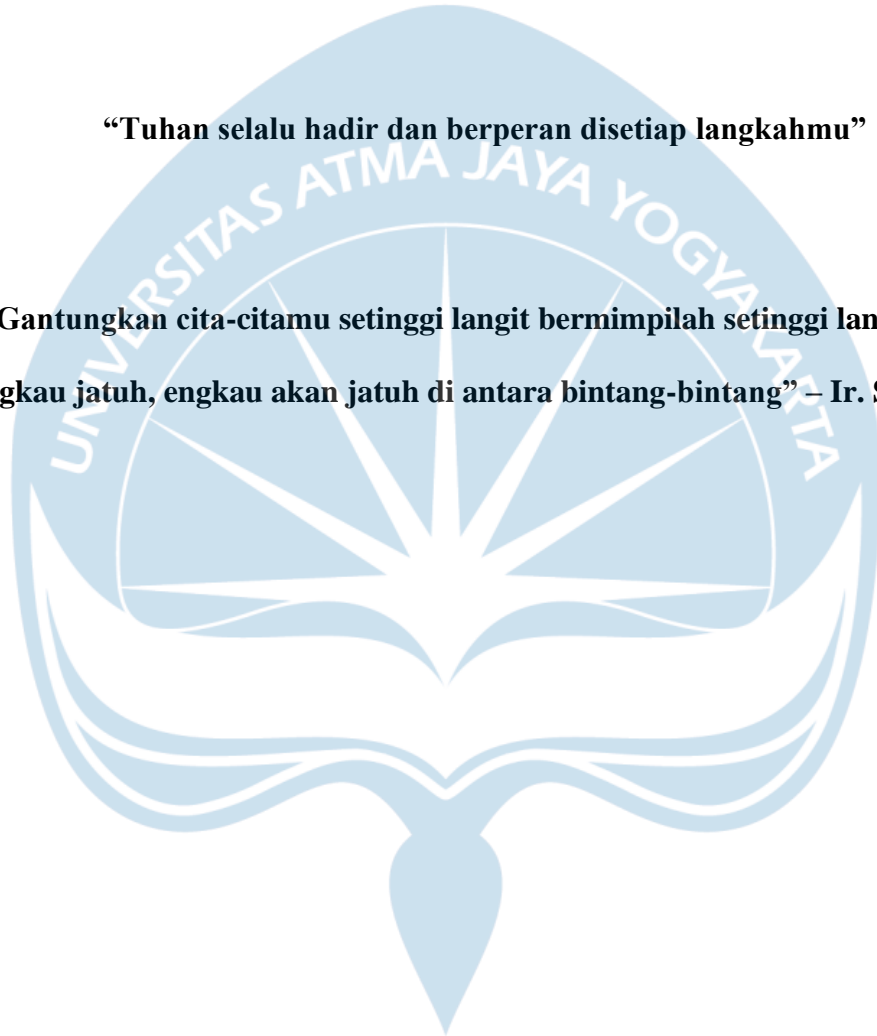 “Tuhan selalu hadir dan berperan disetiap langkahmu”
UNIVERSITAS ATMA JAYA YOGYAKARTA
Gantungkan cita-citamu setinggi langit bermimpilah setinggi
jatuh, engkau akan jatuh di antara bintang-bintang” – Ir.